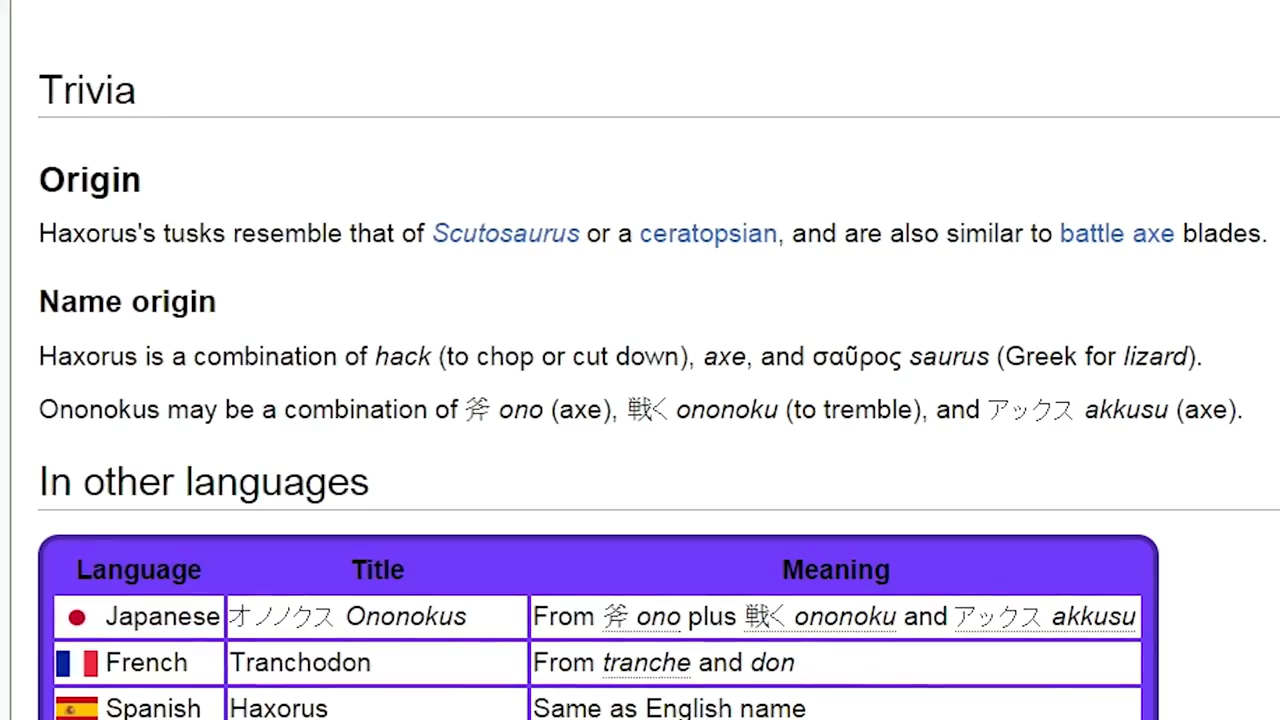 Trivia
Origin
Haxorus's tusks resemble that of Scutosaurus or a ceratopsian, and are also similar to battle axe blades.
Name origin
Haxorus is a combination of hack (to chop or cut down), axe, and σαῦρος saurus (Greek for lizard).
Ononokus may be a combination of 斧 ono (axe), 戦く ononoku (to tremble), and アックス akkusu (axe).
In other languages
Language Title Meaning
Japanese オノノクス Ononokus From 斧 ono plus 戦く ononoku and アックス akkusu
French Tranchodon From tranche and don
Spanish Haxorus Same as English name